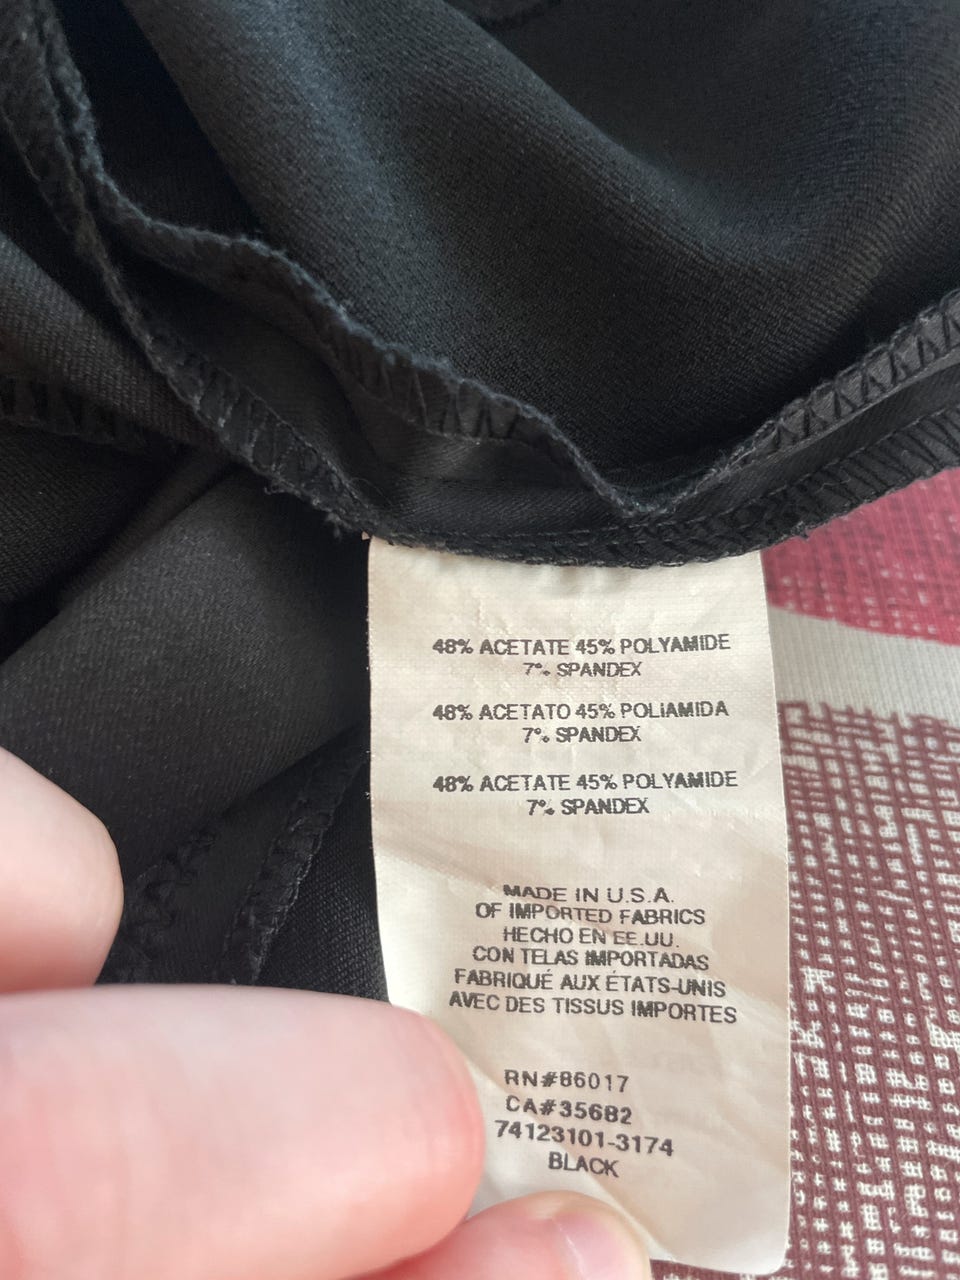 48% ACETATE 45% POLYAMIDE
7% SPANDEX
48% ACETATO 45% POLIAMIDA
7% SPANDEX
48% ACETATE 45% POLYAMIDE
7% SPANDEX
MADE IN U.S.A.
OF IMPORTED FABRICS
HECHO EN EE.UU.
CON TELAS IMPORTADAS
FABRIQUÉ AUX ÉTATS-UNIS
AVEC DES TISSUS IMPORTES
RN#86017
CA#35682
74123101-3174
BLACK